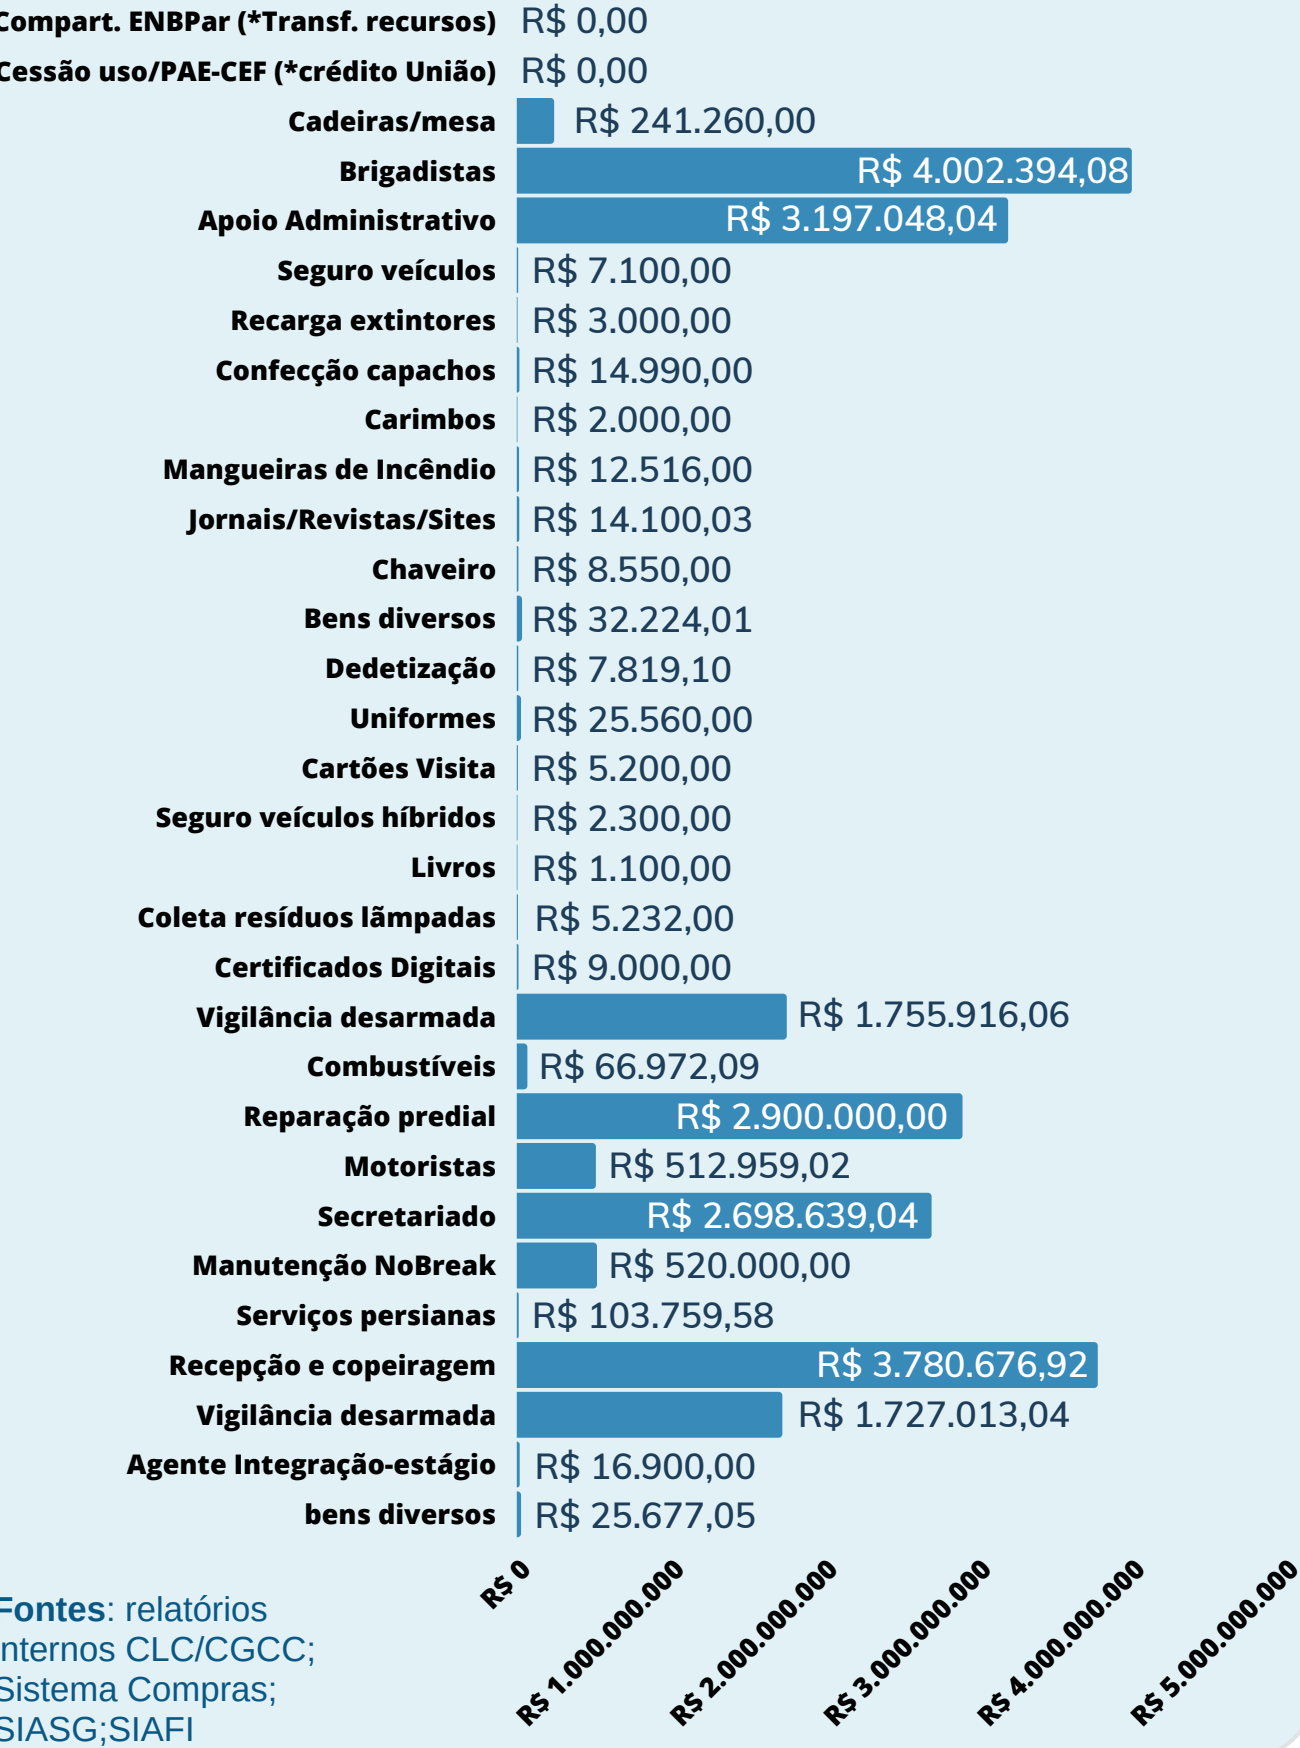 Compart. ENBPar (*Transf. recursos) R$ 0,00
Cessão uso/PAE-CEF (*crédito União) R$ 0,00
Cadeiras/mesa R$ 241.260,00
Brigadistas R$ 4.002.394,08
Apoio Administrativo R$ 3.197.048,04
Seguro veículos R$ 7.100,00
Recarga extintores R$ 3.000,00
Confecção capachos R$ 14.990,00
Carimbos R$ 2.000,00
Mangueiras de Incêndio R$ 12.516,00
Jornais/Revistas/Sites R$ 14.100,03
Chaveiro R$ 8.550,00
Bens diversos R$ 32.224,01
Dedetização R$ 7.819,10
Uniformes R$ 25.560,00
Cartões Visita R$ 5.200,00
Seguro veículos híbridos R$ 2.300,00
Livros R$ 1.100,00
Coleta resíduos lãmpadas R$ 5.232,00
Certificados Digitais R$ 9.000,00
Vigilância desarmada R$ 1.755.916,06
Combustíveis R$ 66.972,09
Reparação predial R$ 2.900.000,00
Motoristas R$ 512.959,02
Secretariado R$ 2.698.639,04
Manutenção NoBreak R$ 520.000,00
Serviços persianas R$ 103.759,58
Recepção e copeiragem R$ 3.780.676,92
Vigilância desarmada R$ 1.727.013,04
Agente Integração-estágio R$ 16.900,00
bens diversos R$ 25.677,05
R$ 0 R$ 1.000.000.000 R$ 2.000.000.000 R$ 3.000.000.000 R$ 4.000.000.000 R$ 5.000.000.000
Fontes: relatórios
internos CLC/CGCC;
Sistema Compras;
SIASG;SIAFI